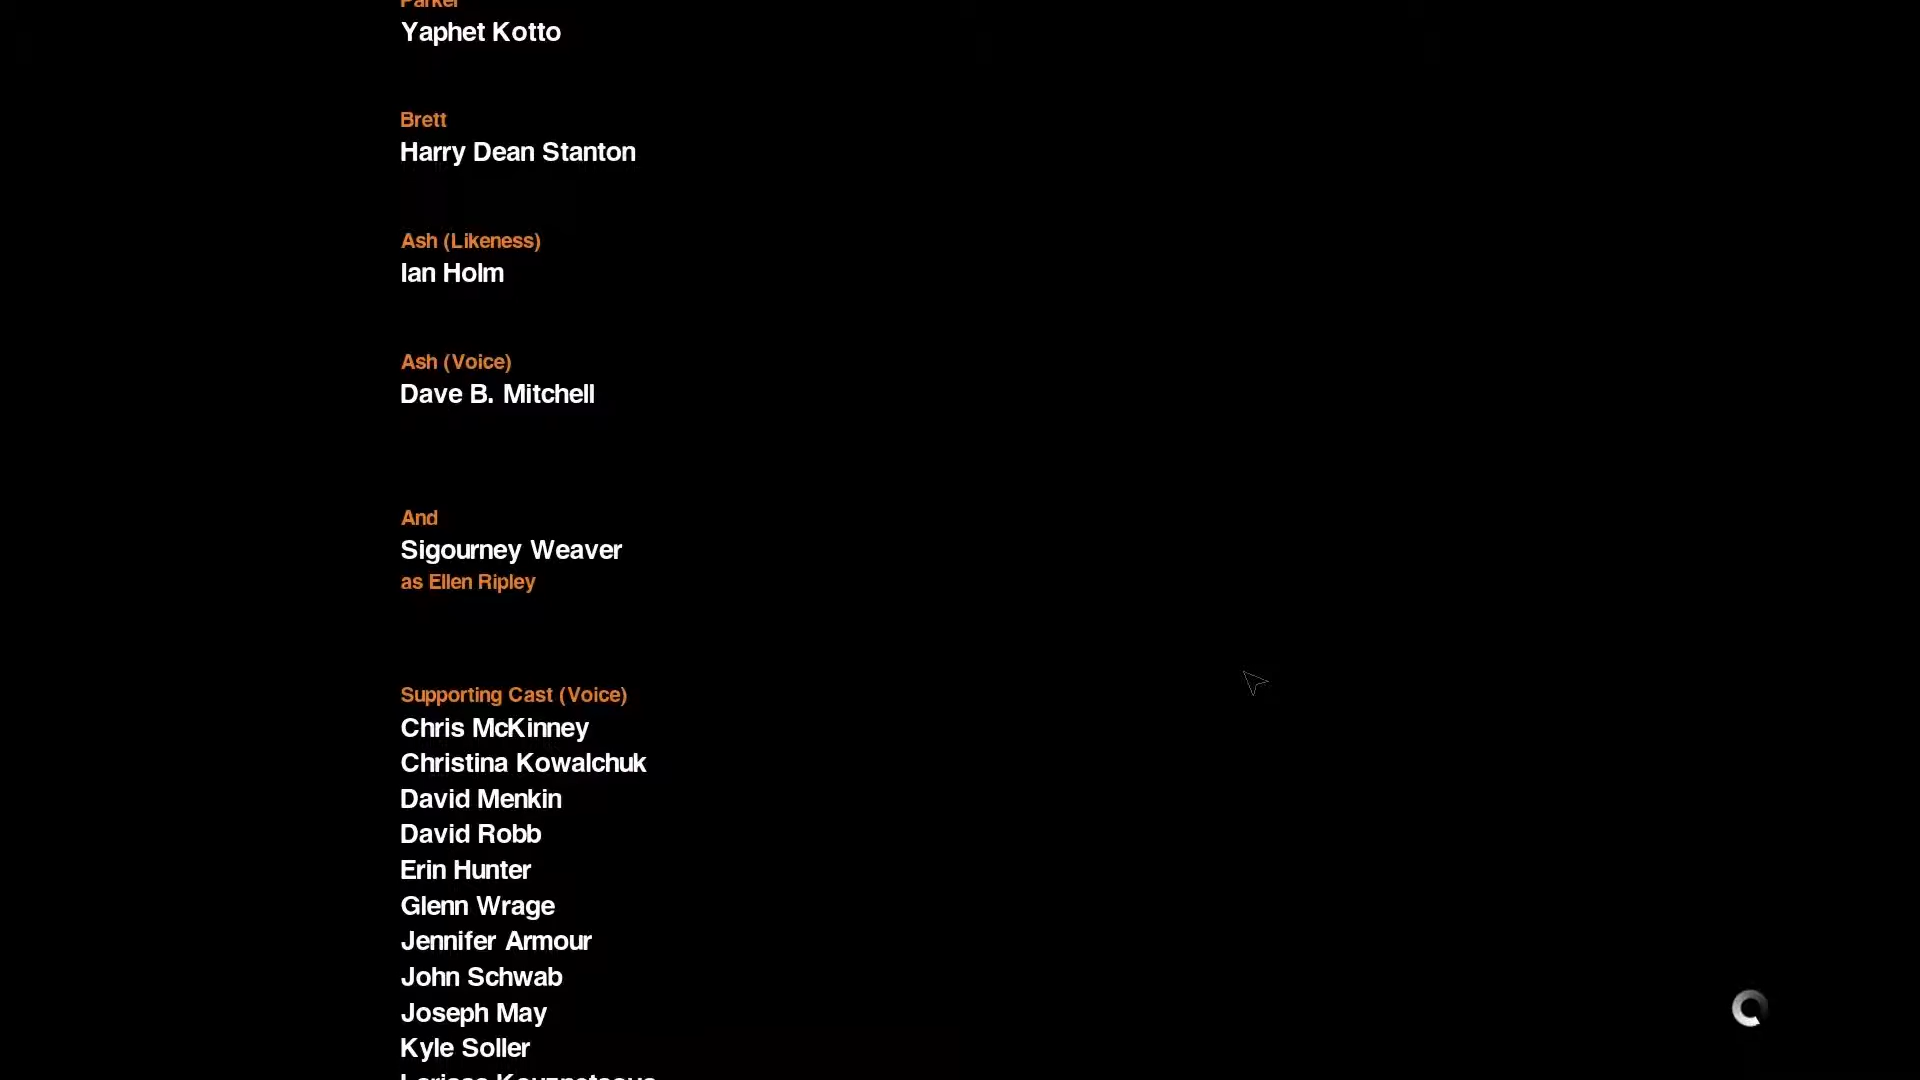 Parker
Yaphet Kotto
Brett
Harry Dean Stanton
Ash (Likeness)
Ian Holm
Ash (Voice)
Dave B. Mitchell
And
Sigourney Weaver
as Ellen Ripley
Supporting Cast (Voice)
Chris McKinney
Christina Kowalchuk
David Menkin
David Robb
Erin Hunter
Glenn Wrage
Jennifer Armour
John Schwab
Joseph May
Kyle Soller